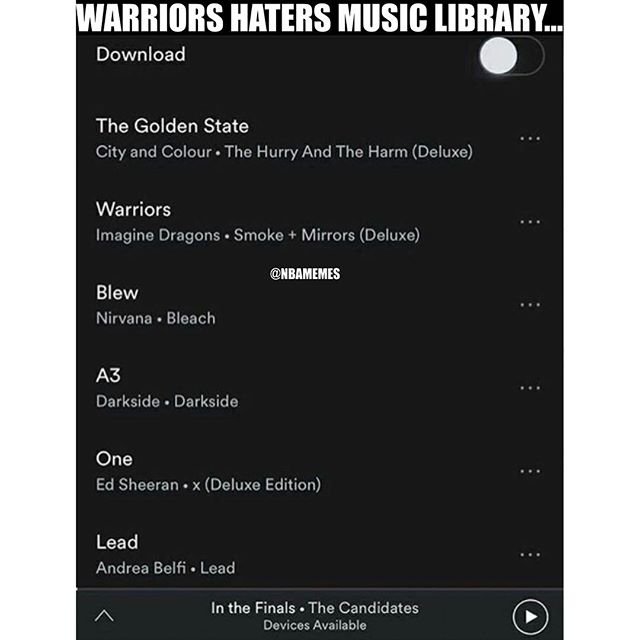 WARRIORS HATERS MUSIC LIBRARY...
Download
The Golden State
City and Colour • The Hurry And The Harm (Deluxe)
Warriors
Imagine Dragons • Smoke + Mirrors (Deluxe)
@NBAMEMES
Blew
Nirvana • Bleach
A3
Darkside • Darkside
One
Ed Sheeran • x (Deluxe Edition)
Lead
Andrea Belfi • Lead
In the Finals • The Candidates
Devices Available